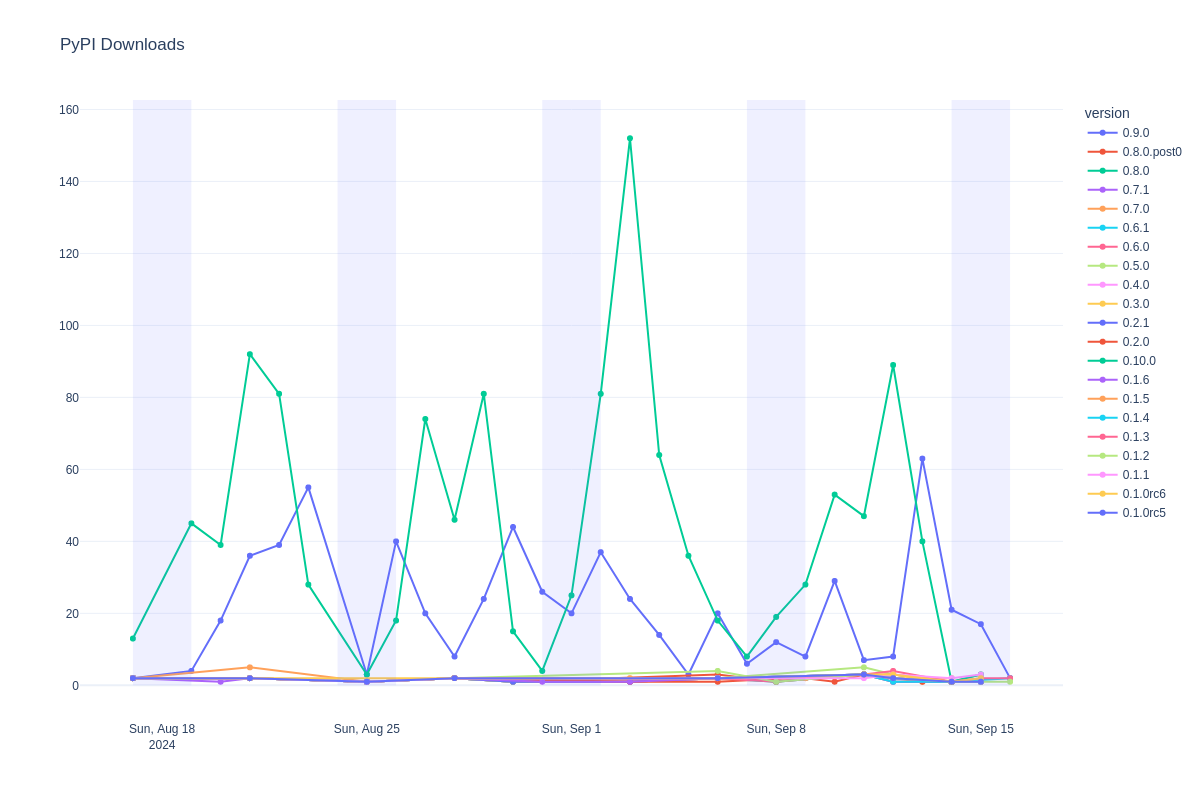 PyPI Downloads
160
140
120
100
80
60
40
20
0
Sun, Aug 18
2024
Sun, Aug 25
Sun, Sep 1
Sun, Sep 8
Sun, Sep 15
version
0.9.0
0.8.0.post0
0.8.0
0.7.1
0.7.0
0.6.1
0.6.0
0.5.0
0.4.0
0.3.0
0.2.1
0.2.0
0.10.0
0.1.6
0.1.5
0.1.4
0.1.3
0.1.2
0.1.1
0.1.0rc6
0.1.0rc5